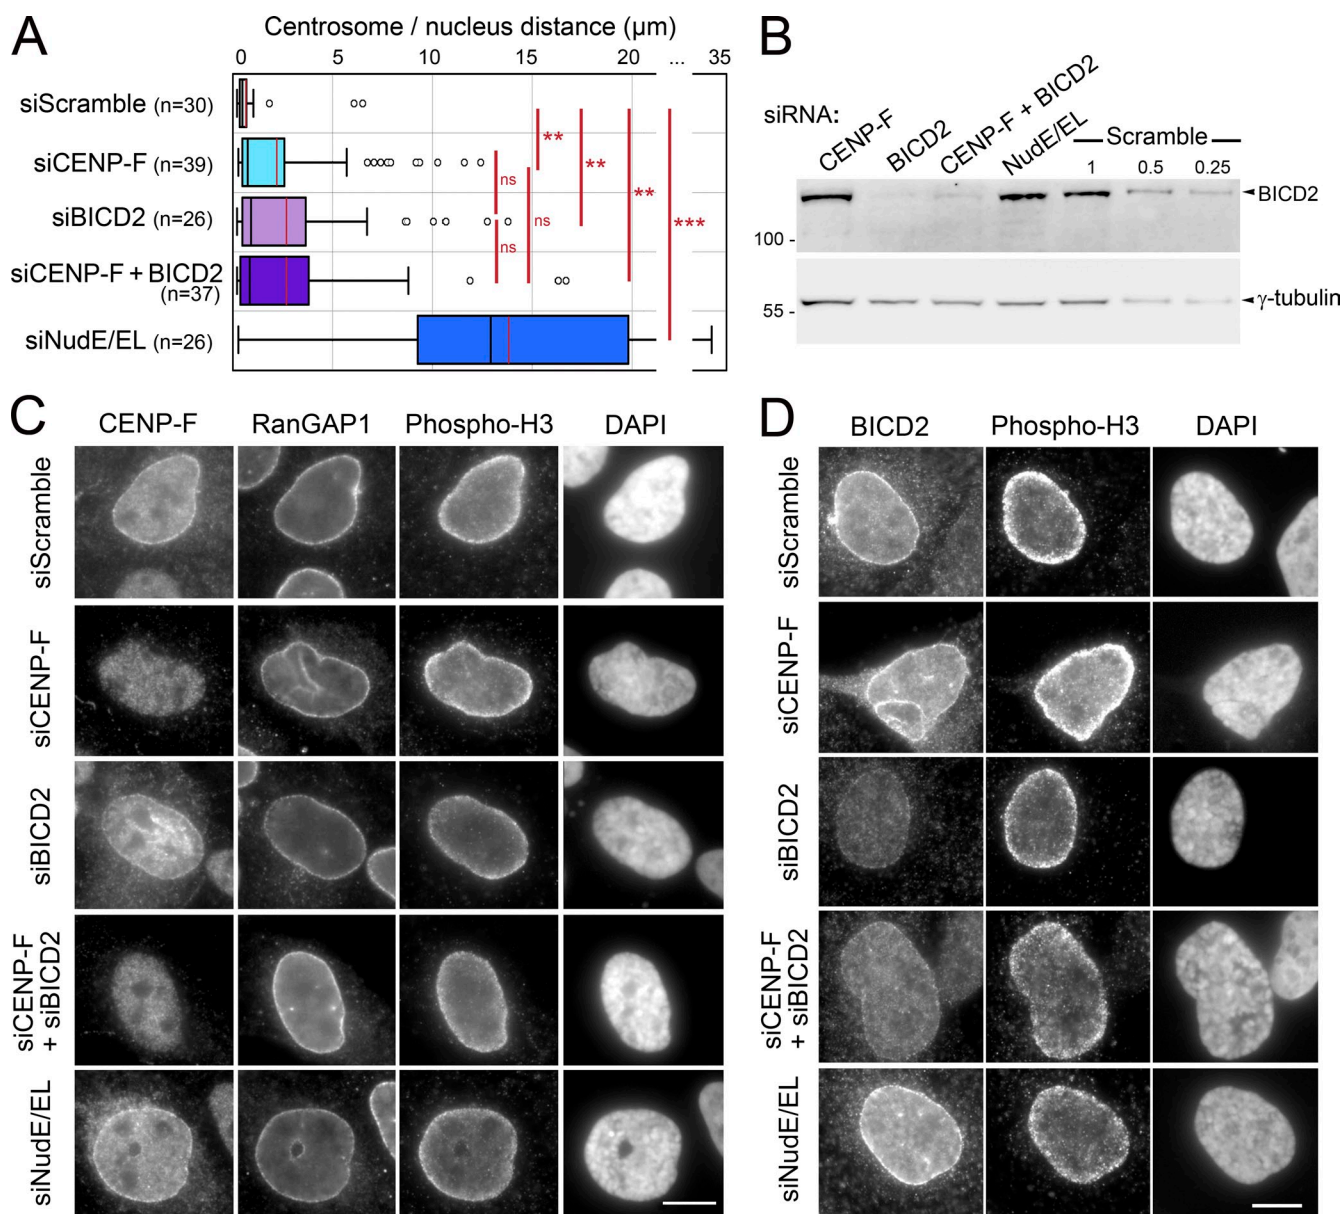 A
Centrosome / nucleus distance (µm)
0 5 10 15 20 ... 35
siScramble (n=30)
siCENP-F (n=39)
siBICD2 (n=26)
siCENP-F + BICD2
(n=37)
siNudE/EL (n=26)
**
**
**
***
ns
ns
ns
B
siRNA:
CENP-F
BICD2
CENP-F + BICD2
NudE/EL
Scramble
1 0.5 0.25
BICD2
100 -
55 -
γ-tubulin
C
CENP-F RanGAP1 Phospho-H3 DAPI
siScramble
siCENP-F
siBICD2
siCENP-F
+ siBICD2
siNudE/EL
D
BICD2 Phospho-H3 DAPI
siScramble
siCENP-F
siBICD2
siCENP-F
+ siBICD2
siNudE/EL